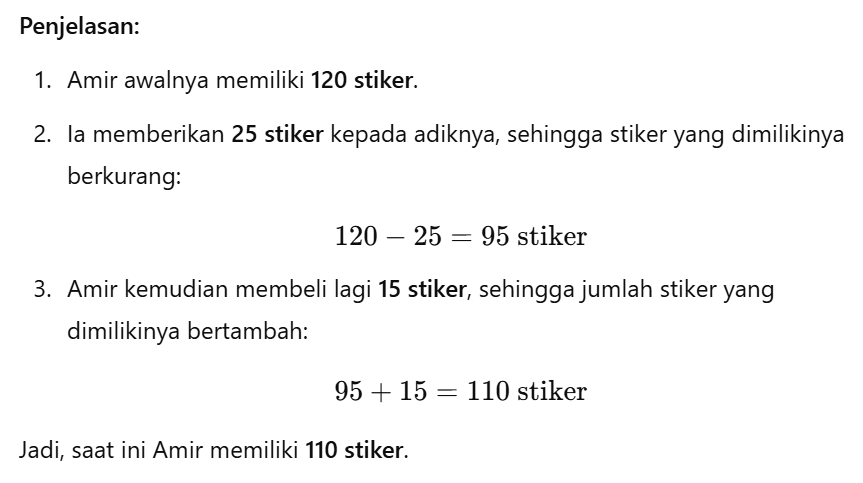 Penjelasan:
1. Amir awalnya memiliki 120 stiker.
2. Ia memberikan 25 stiker kepada adiknya, sehingga stiker yang dimilikinya
berkurang:
120 − 25 = 95 stiker
3. Amir kemudian membeli lagi 15 stiker, sehingga jumlah stiker yang
dimilikinya bertambah:
95 + 15 = 110 stiker
Jadi, saat ini Amir memiliki 110 stiker.